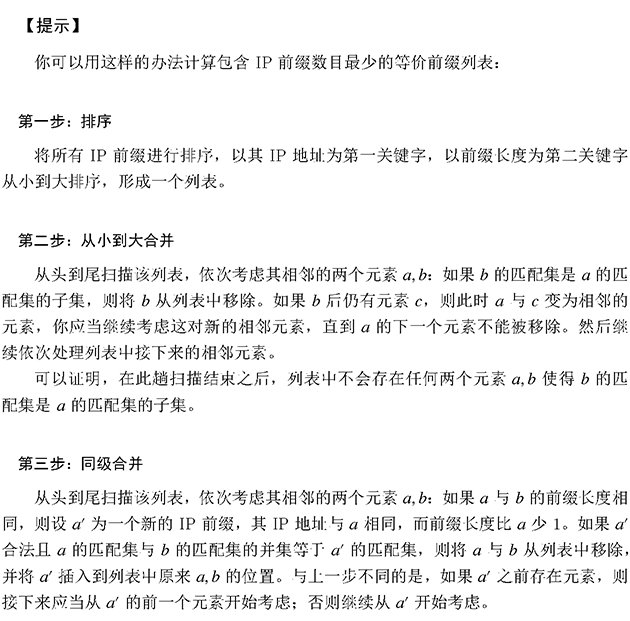 【提示】
你可以用这样的办法计算包含 IP 前缀数目最少的等价前缀列表：
第一步：排序
将所有 IP 前缀进行排序，以其 IP 地址为第一关键字，以前缀长度为第二关键字
从小到大排序，形成一个列表。
第二步：从小到大合并
从头到尾扫描该列表，依次考虑其相邻的两个元素 a,b：如果 b 的匹配集是 a 的匹
配集的子集，则将 b 从列表中移除。如果 b 后仍有元素 c，则此时 a 与 c 变为相邻的
元素，你应当继续考虑这对新的相邻元素，直到 a 的下一个元素不能被移除。然后继
续依次处理列表中接下来的相邻元素。
可以证明，在此趟扫描结束之后，列表中不会存在任何两个元素 a,b 使得 b 的匹
配集是 a 的匹配集的子集。
第三步：同级合并
从头到尾扫描该列表，依次考虑其相邻的两个元素 a,b：如果 a 与 b 的前缀长度相
同，则设 a′ 为一个新的 IP 前缀，其 IP 地址与 a 相同，而前缀长度比 a 少 1。如果 a′
合法且 a 的匹配集与 b 的匹配集的并集等于 a′ 的匹配集，则将 a 与 b 从列表中移除，
并将 a′ 插入到列表中原来 a,b 的位置。与上一步不同的是，如果 a′ 之前存在元素，则
接下来应当从 a′ 的前一个元素开始考虑；否则继续从 a′ 开始考虑。